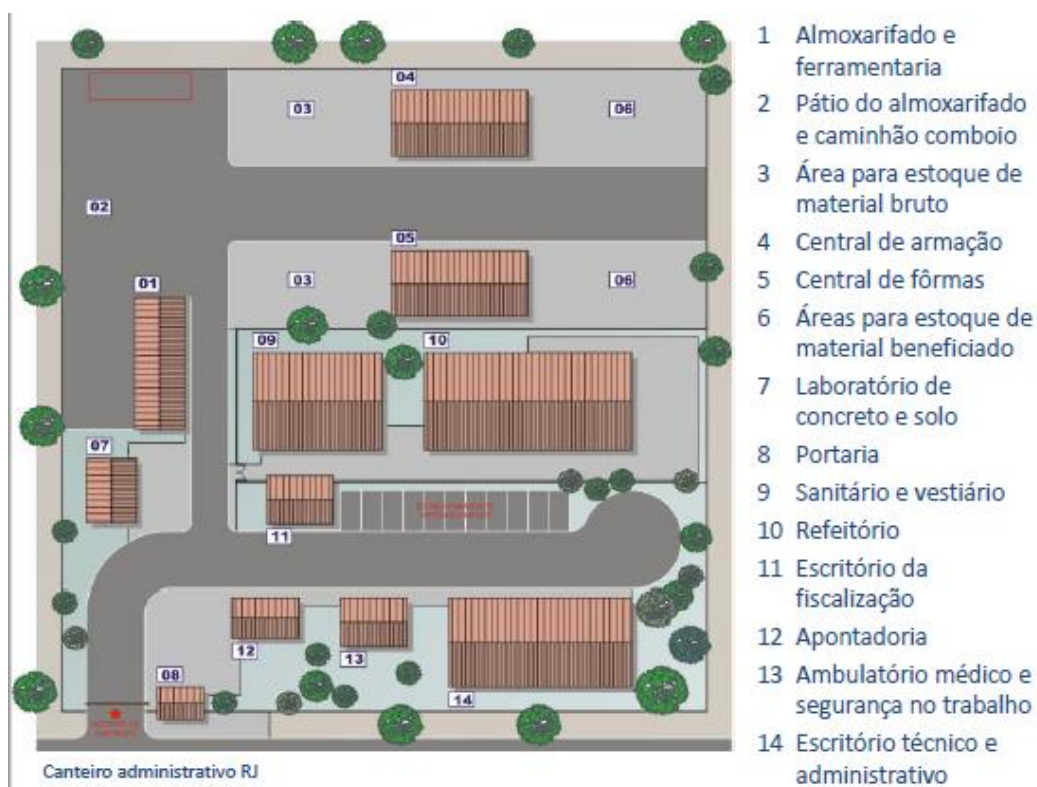 04
03
06
02
05
03
06
01
09
10
07
11
12
13
08
14
Canteiro administrativo RJ
1 Almoxarifado e
ferramentaria
2 Pátio do almoxarifado
e caminhão comboio
3 Área para estoque de
material bruto
4 Central de armação
5 Central de fôrmas
6 Áreas para estoque de
material beneficiado
7 Laboratório de
concreto e solo
8 Portaria
9 Sanitário e vestiário
10 Refeitório
11 Escritório da
fiscalização
12 Apontadoria
13 Ambulatório médico e
segurança no trabalho
14 Escritório técnico e
administrativo